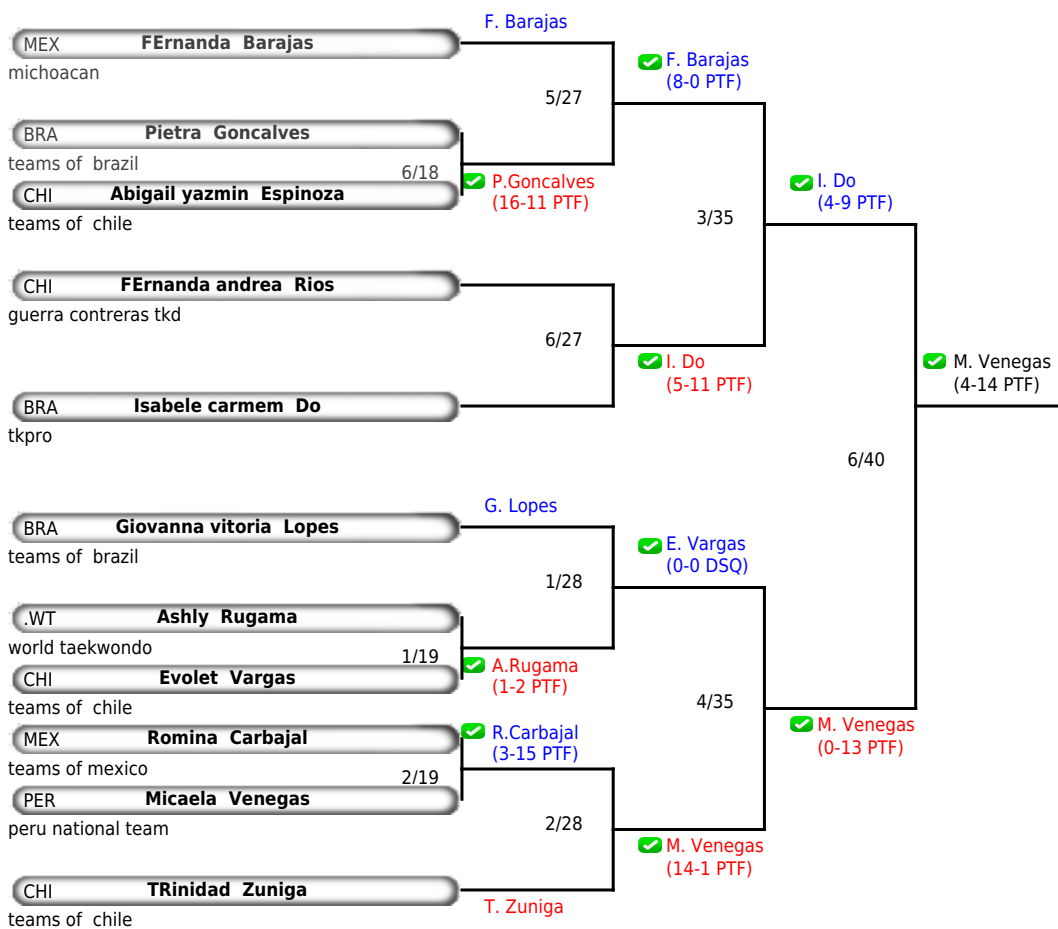 F. Barajas
MEX FErnanda Barajas
michoacan
F. Barajas
(8-0 PTF)
5/27
BRA Pietra Goncalves
teams of brazil
6/18
P.Goncalves
(16-11 PTF)
CHI Abigail yazmin Espinoza
teams of chile
I. Do
(4-9 PTF)
3/35
CHI FErnanda andrea Rios
guerra contreras tkd
6/27
I. Do
(5-11 PTF)
M. Venegas
(4-14 PTF)
BRA Isabele carmem Do
tkpro
6/40
G. Lopes
BRA Giovanna vitoria Lopes
teams of brazil
E. Vargas
(0-0 DSQ)
1/28
.WT Ashly Rugama
world taekwondo
1/19
A.Rugama
(1-2 PTF)
CHI Evolet Vargas
teams of chile
4/35
M. Venegas
(0-13 PTF)
MEX Romina Carbajal
teams of mexico
R.Carbajal
(3-15 PTF)
2/19
PER Micaela Venegas
peru national team
2/28
M. Venegas
(14-1 PTF)
CHI TRinidad Zuniga
teams of chile
T. Zuniga